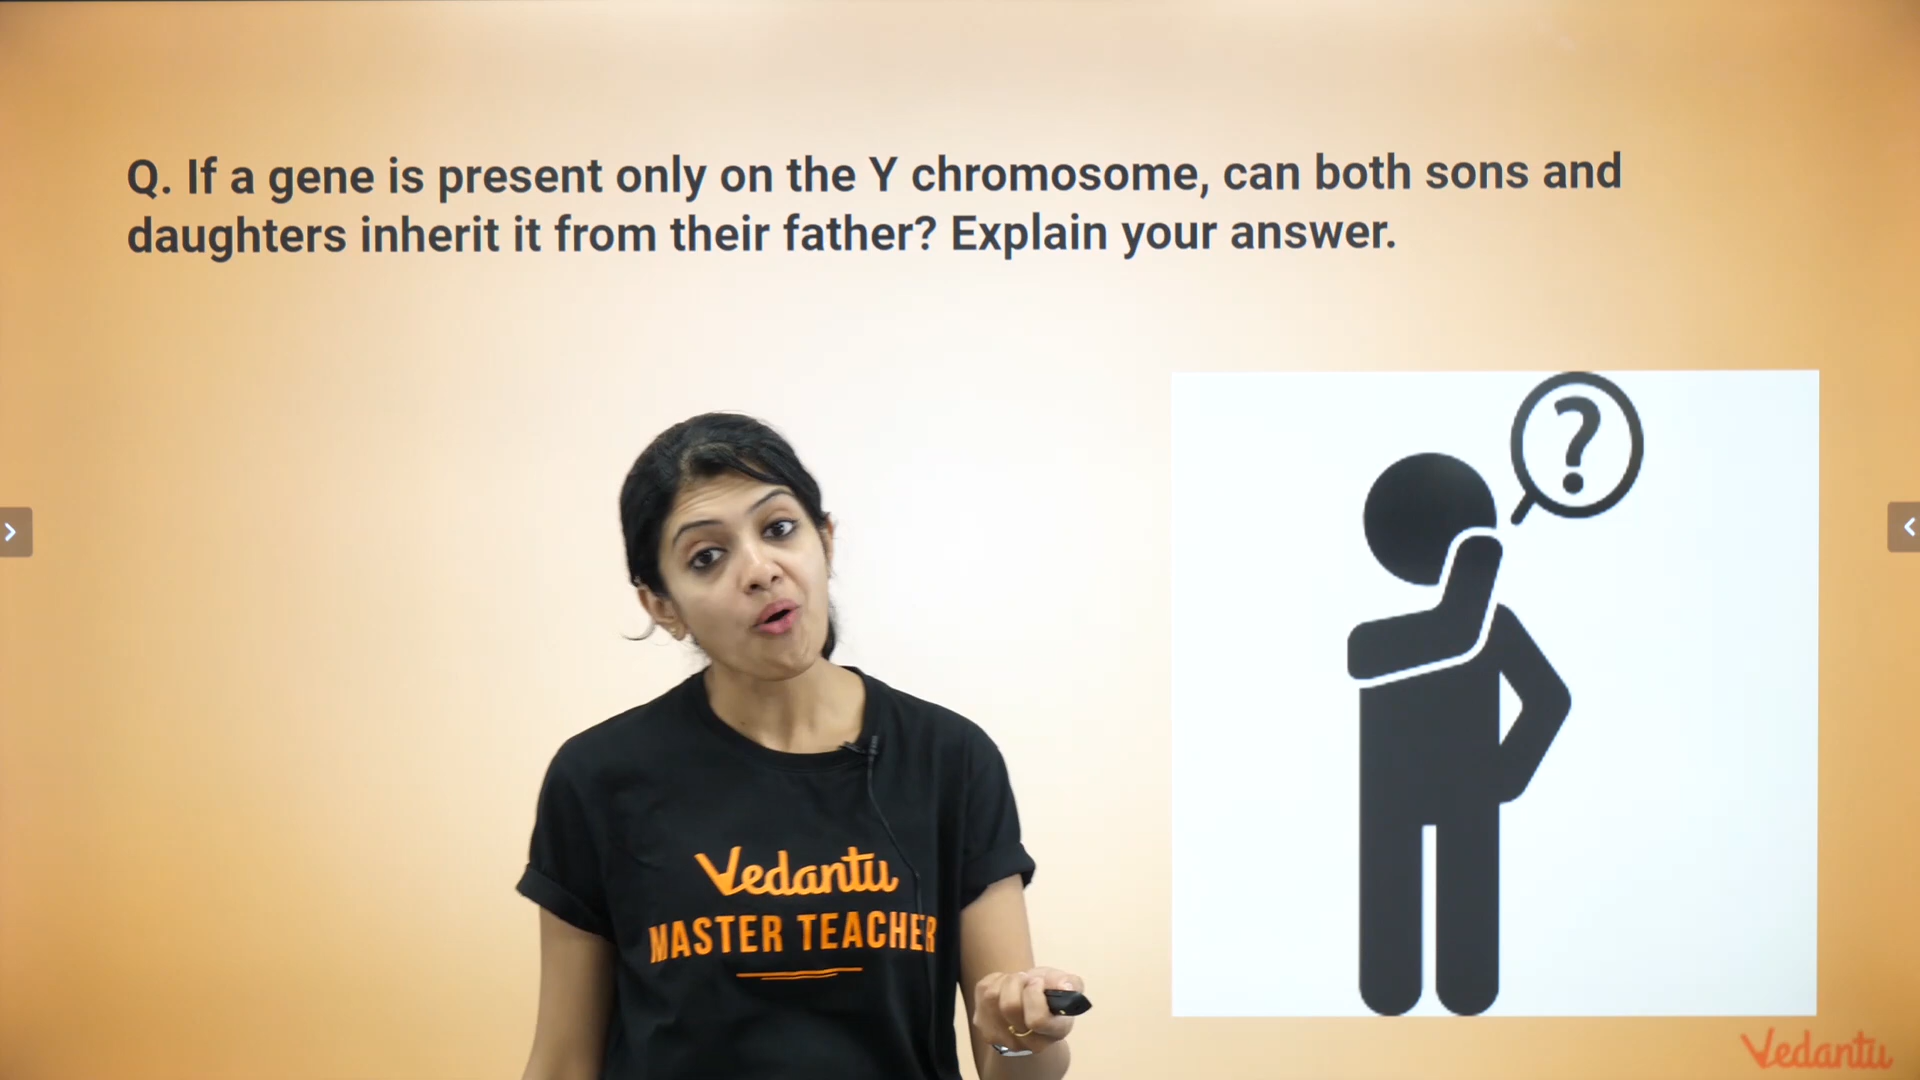 Q. If a gene is present only on the Y chromosome, can both sons and
daughters inherit it from their father? Explain your answer.
?
Vedantu
MASTER TEACHER
Vedantu